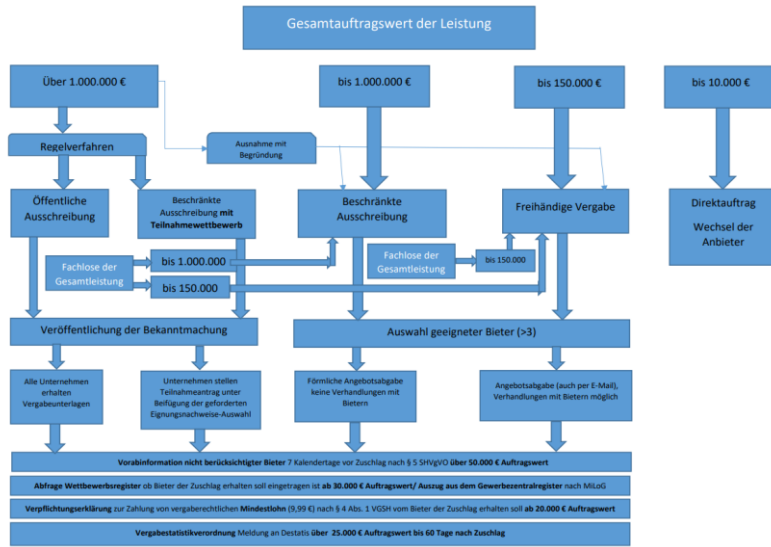 Gesamtauftragswert der Leistung
Über 1.000.000 €
bis 1.000.000 €
bis 150.000 €
bis 10.000 €
Regelverfahren
Ausnahme mit
Begründung
Öffentliche
Ausschreibung
Beschränkte
Ausschreibung mit
Teilnahmewettbewerb
Beschränkte
Ausschreibung
Freihändige Vergabe
Direktauftrag
Wechsel der
Anbieter
Fachlose der
Gesamtleistung
bis 1.000.000
bis 150.000
Fachlose der
Gesamtleistung
bis 150.000
Veröffentlichung der Bekanntmachung
Auswahl geeigneter Bieter (>3)
Alle Unternehmen
erhalten
Vergabeunterlagen
Unternehmen stellen
Teilnahmeantrag unter
Beifügung der geforderten
Eignungsnachweise-Auswahl
Förmliche Angebotsabgabe
keine Verhandlungen mit
Bietern
Angebotsabgabe (auch per E-Mail),
Verhandlungen mit Bietern möglich
Vorabinformation nicht berücksichtigter Bieter 7 Kalendertage vor Zuschlag nach § 5 SHVgVO über 50.000 € Auftragswert
Abfrage Wettbewerbsregister ob Bieter der Zuschlag erhalten soll eingetragen ist ab 30.000 € Auftragswert/ Auszug aus dem Gewerbezentralregister nach MiLoG
Verpflichtungserklärung zur Zahlung von vergaberechtlichen Mindestlohn (9,99 €) nach § 4 Abs. 1 VGSH vom Bieter der Zuschlag erhalten soll ab 20.000 € Auftragswert
Vergabestatistikverordnung Meldung an Destatis über 25.000 € Auftragswert bis 60 Tage nach Zuschlag